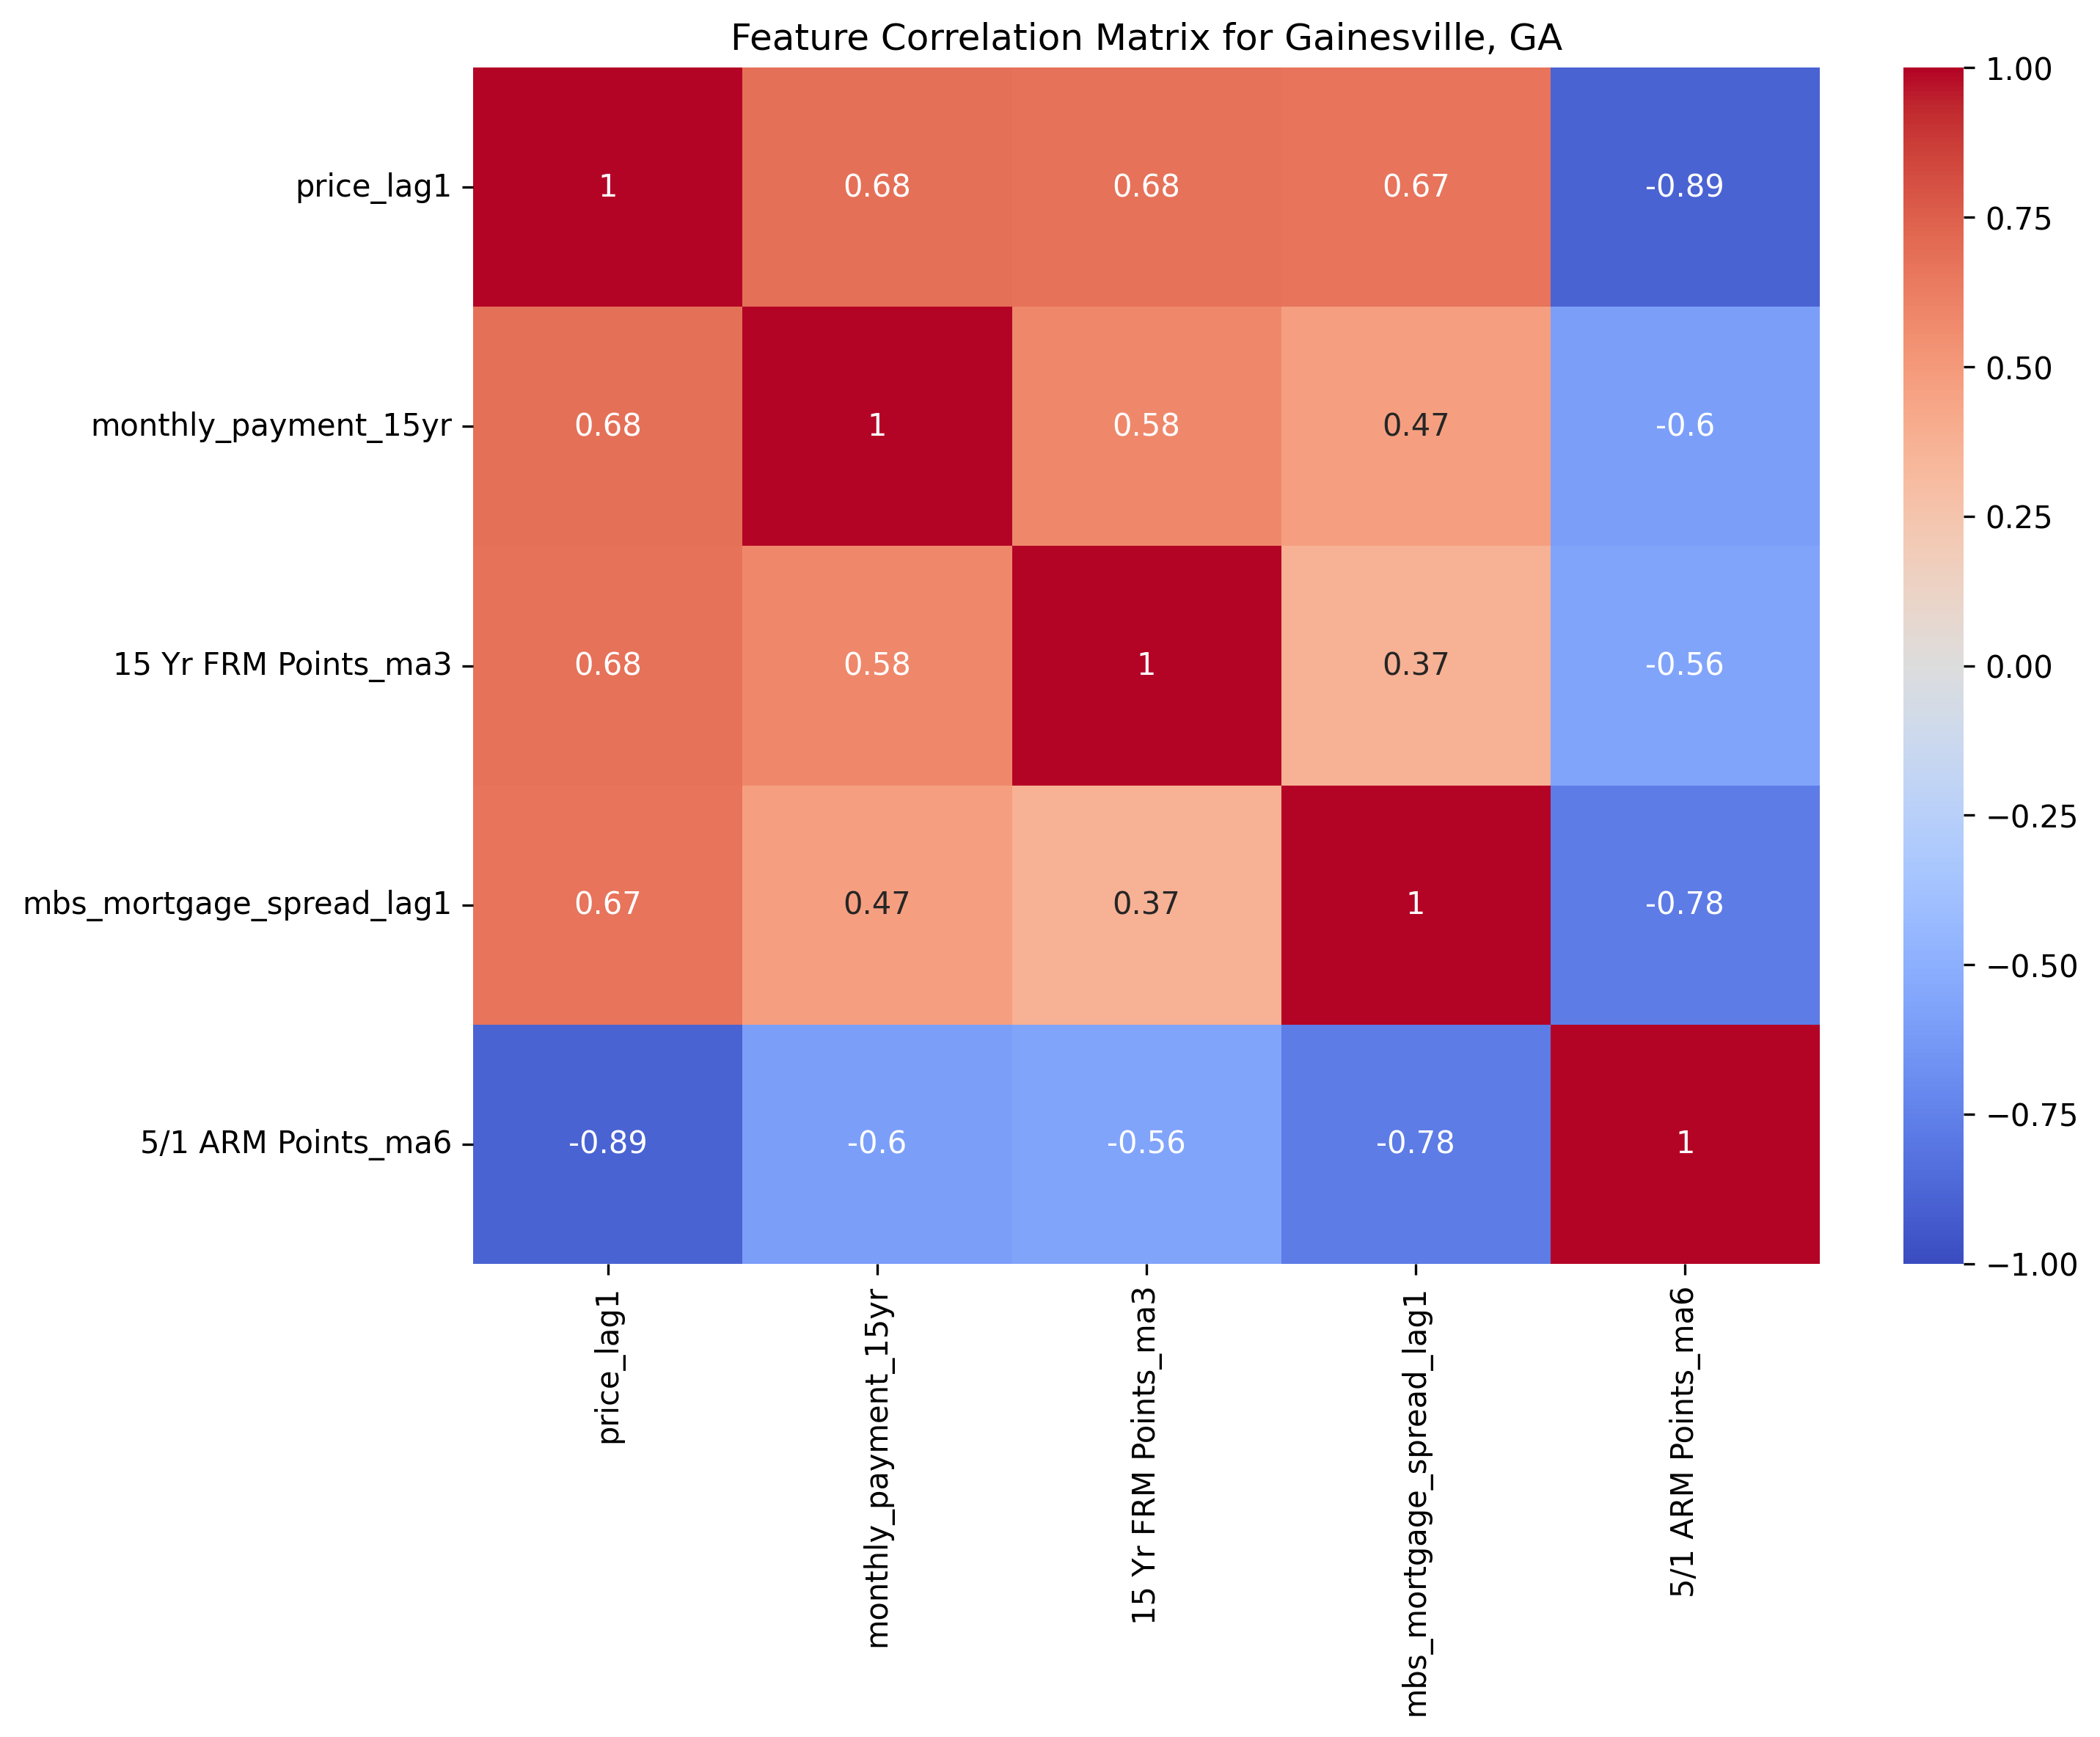 Feature Correlation Matrix for Gainesville, GA
price_lag1 1 0.68 0.68 0.67 -0.89
monthly_payment_15yr 0.68 1 0.58 0.47 -0.6
15 Yr FRM Points_ma3 0.68 0.58 1 0.37 -0.56
mbs_mortgage_spread_lag1 0.67 0.47 0.37 1 -0.78
5/1 ARM Points_ma6 -0.89 -0.6 -0.56 -0.78 1
price_lag1
monthly_payment_15yr
15 Yr FRM Points_ma3
mbs_mortgage_spread_lag1
5/1 ARM Points_ma6
1.00
0.75
0.50
0.25
0.00
−0.25
−0.50
−0.75
−1.00